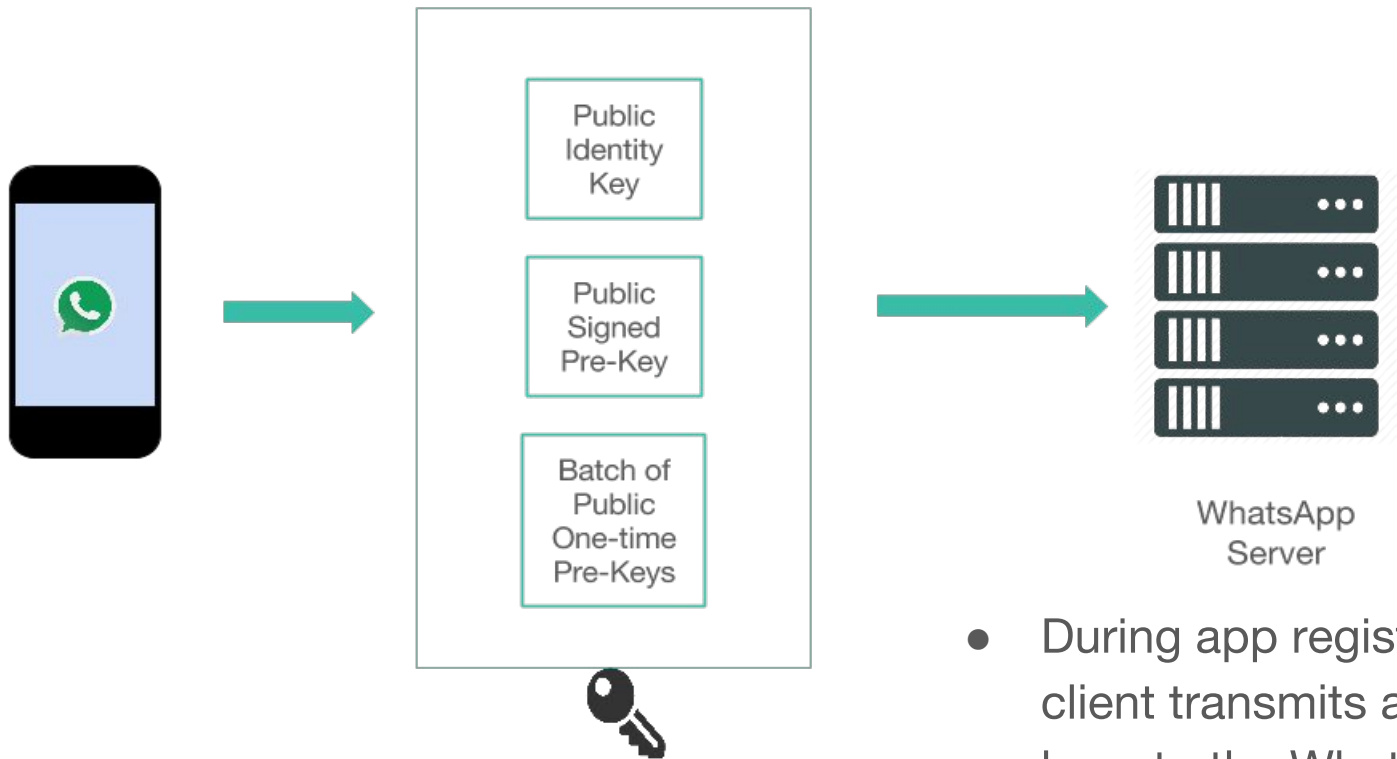 Public
Identity
Key
Public
Signed
Pre-Key
Batch of
Public
One-time
Pre-Keys
WhatsApp
Server
● During app
client transmits